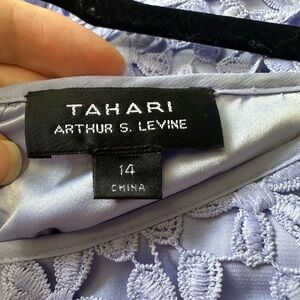 TAHARI
ARTHUR S. LEVINE
14
CHINA